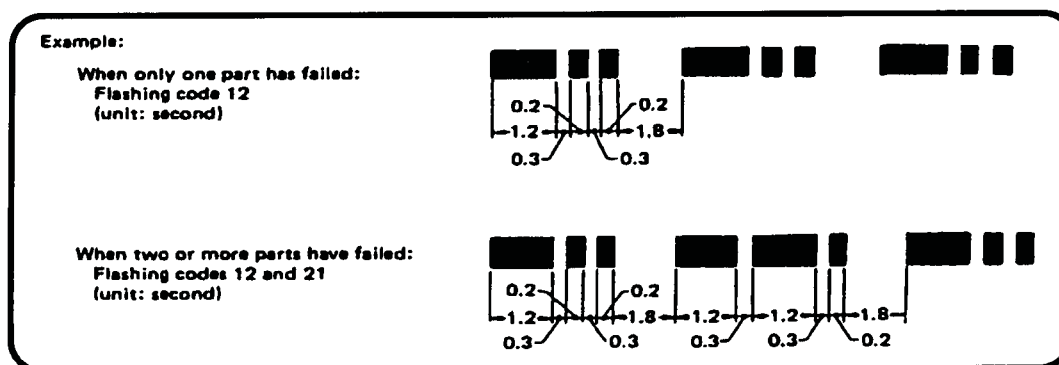 Example:
When only one part has failed:
Flashing code 12
(unit: second)
0.2 0.2
1.2 1.8
0.3 0.3
When two or more parts have failed:
Flashing codes 12 and 21
(unit: second)
0.2 0.2
1.2 1.8 1.2 1.2 1.8
0.3 0.3 0.3 0.3 0.2